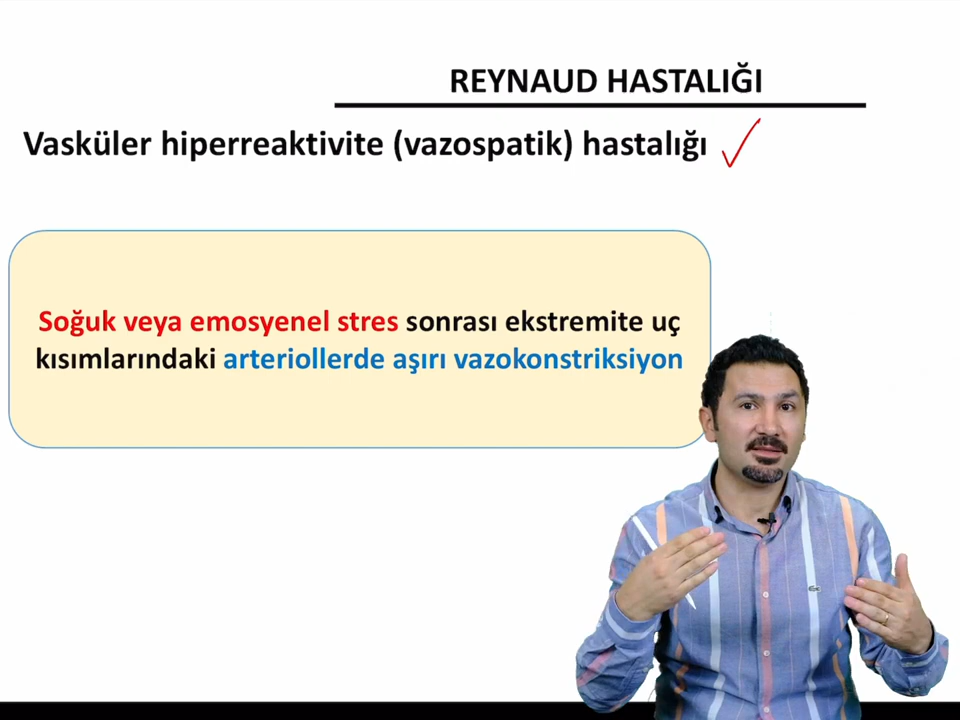 REYNAUD HASTALIĞI
Vasküler hiperreaktivite (vazospatik) hastalığı
Soğuk veya emosyenel stres sonrası ekstremite uç
kısımlarındaki arteriollerde aşırı vazokonstriksiyon